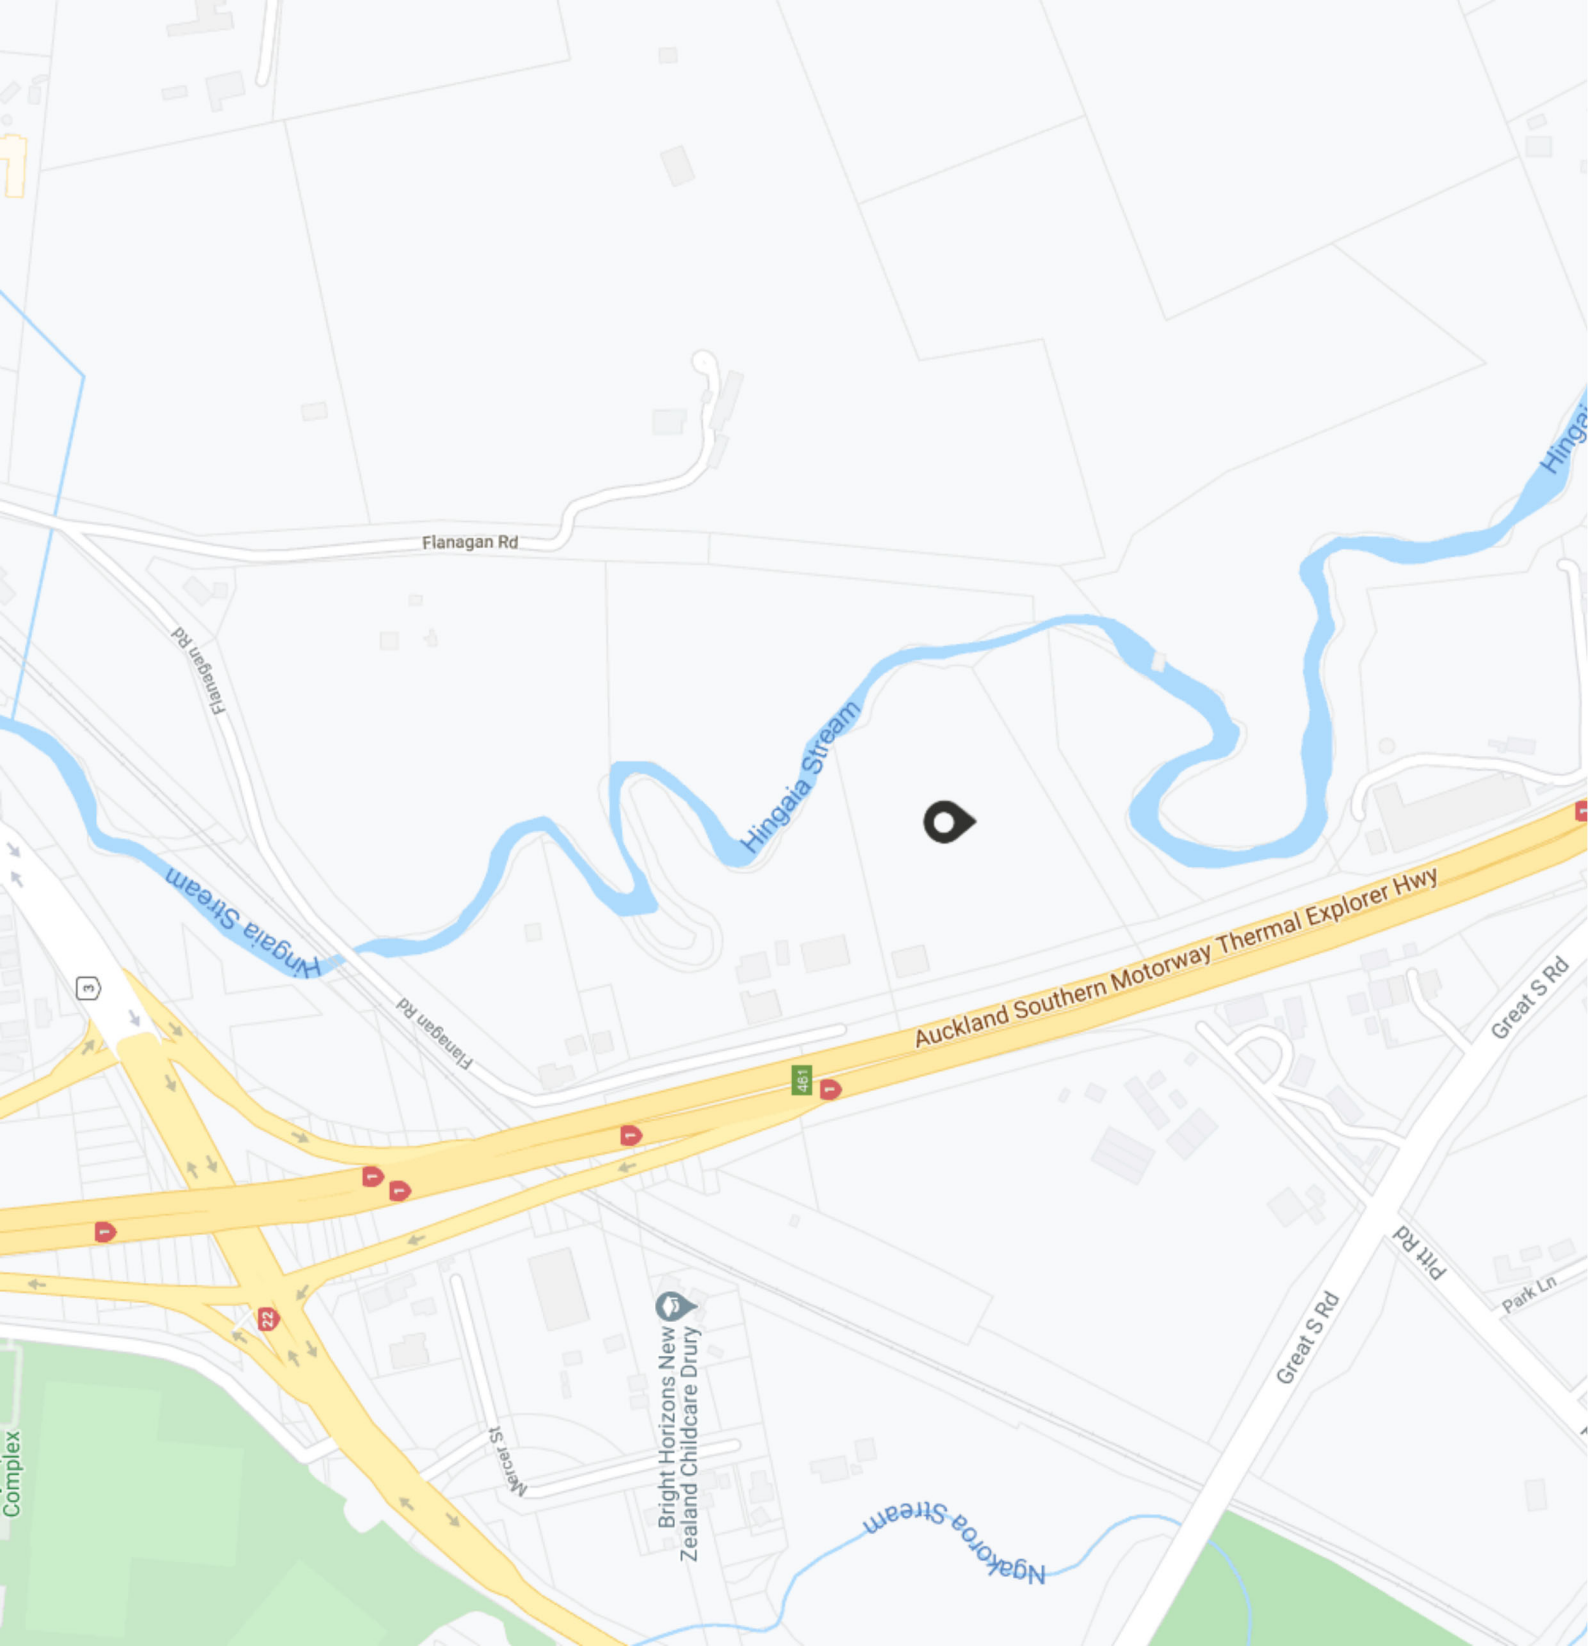 Hingai
Flanagan Rd
Flanagan Rd
Hingaia Stream
Hingaia Stream
1
Auckland Southern Motorway Thermal Explorer Hwy
3
Great S Rd
Flanagan Rd
461
1
1
1
1
1
22
Pitt Rd
Park Ln
Great S Rd
Bright Horizons New
Zealand Childcare Drury
Mercer St
Complex
Ngakoroa Stream